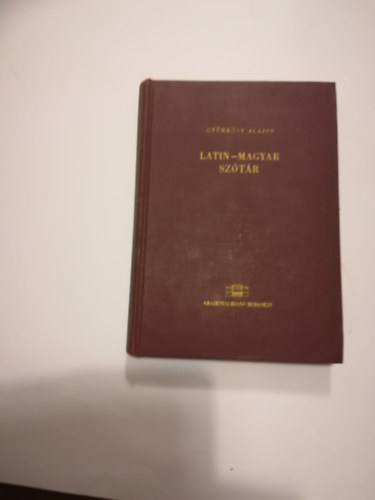 GYÖRKÖSY ALAJOS
LATIN–MAGYAR
SZÓTÁR
AKADÉMIAI KIADÓ BUDAPEST